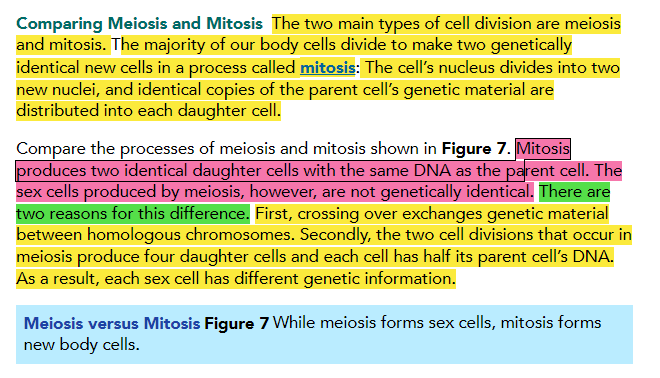 Comparing Meiosis and Mitosis The two main types of cell division are meiosis
and mitosis. The majority of our body cells divide to make two genetically
identical new cells in a process called mitosis: The cell's nucleus divides into two
new nuclei, and identical copies of the parent cell's genetic material are
distributed into each daughter cell.
Compare the processes of meiosis and mitosis shown in Figure 7. Mitosis
produces two identical daughter cells with the same DNA as the parent cell. The
sex cells produced by meiosis, however, are not genetically identical. There are
two reasons for this difference. First, crossing over exchanges genetic material
between homologous chromosomes. Secondly, the two cell divisions that occur in
meiosis produce four daughter cells and each cell has half its parent cell's DNA.
As a result, each sex cell has different genetic information.
Meiosis versus Mitosis Figure 7 While meiosis forms sex cells, mitosis forms
new body cells.